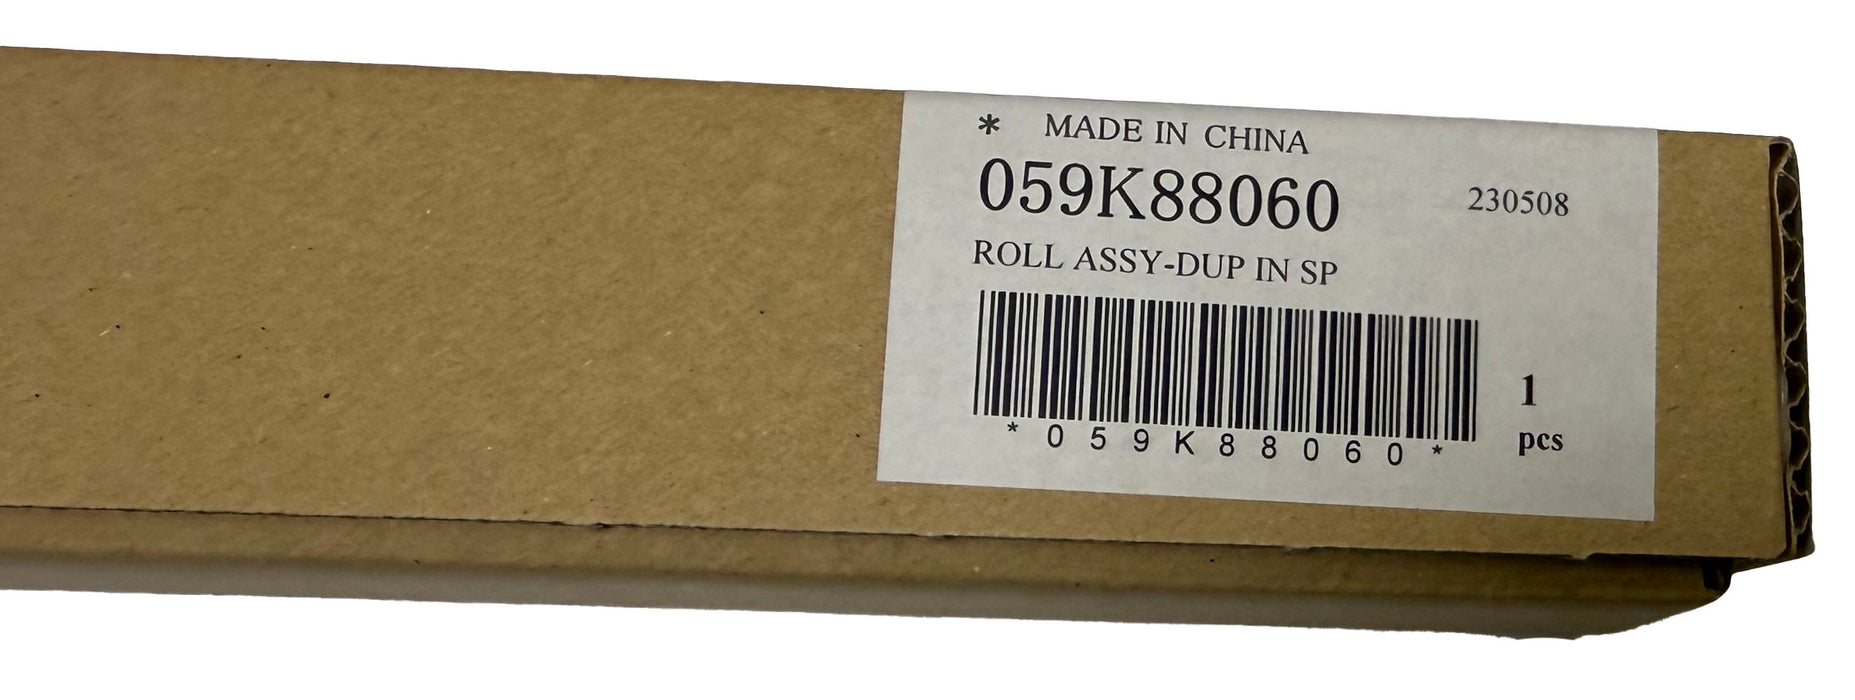 * MADE IN CHINA
059K88060 230508
ROLL ASSY-DUP IN SP
*059K88060*
1
pcs